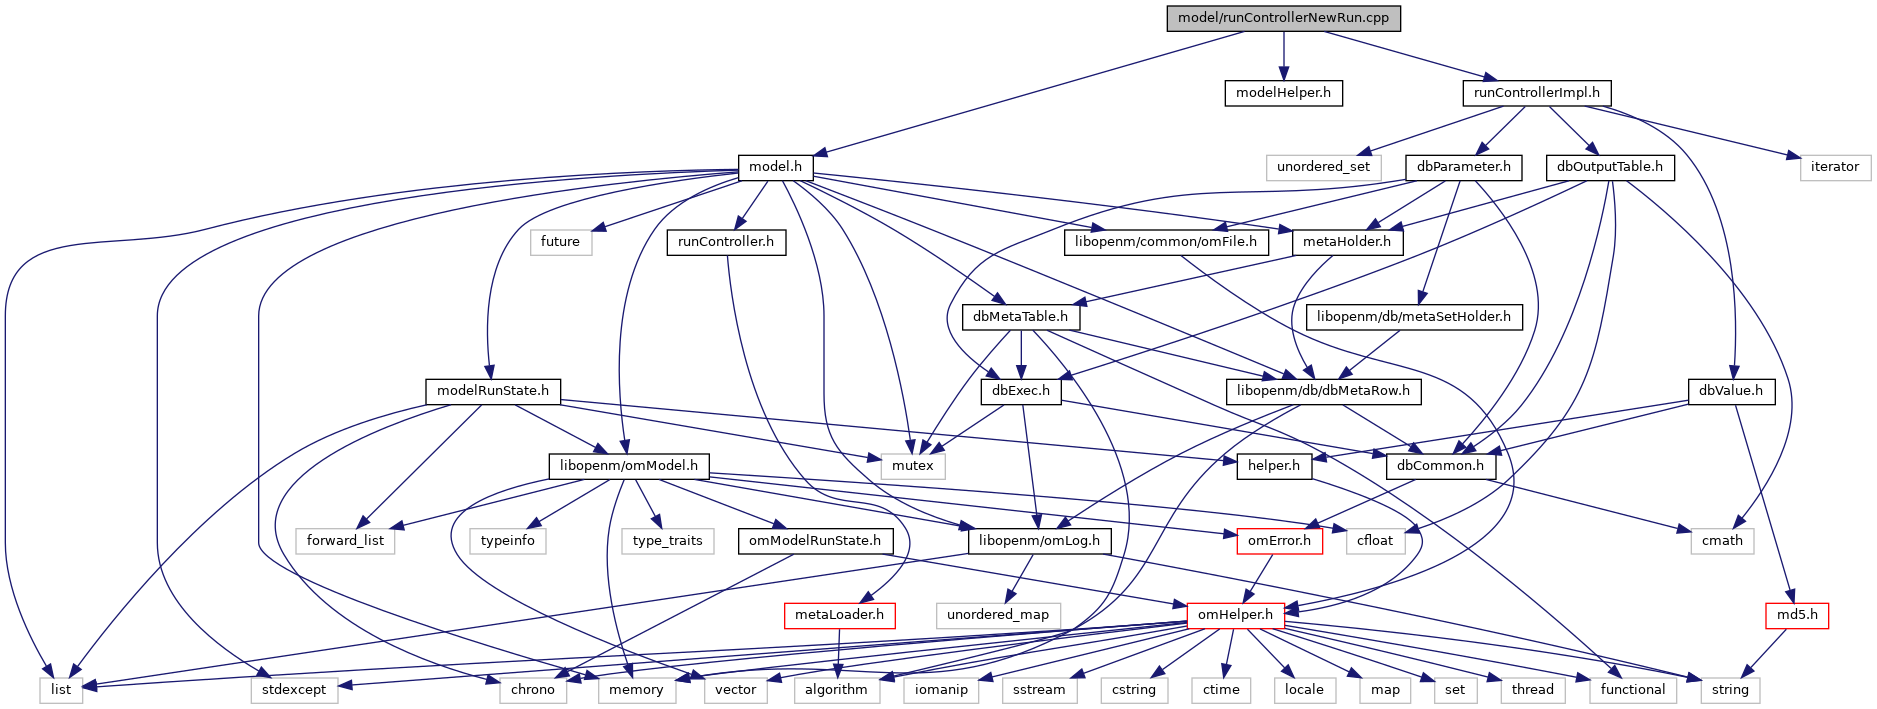 model/runControllerNewRun.cpp
modelHelper.h
runControllerImpl.h
model.h
unordered_set
dbParameter.h
dbOutputTable.h
iterator
future
runController.h
libopenm/common/omFile.h
metaHolder.h
dbMetaTable.h
libopenm/db/metaSetHolder.h
modelRunState.h
dbExec.h
libopenm/db/dbMetaRow.h
dbValue.h
libopenm/omModel.h
mutex
helper.h
dbCommon.h
forward_list
typeinfo
type_traits
omModelRunState.h
libopenm/omLog.h
omError.h
cfloat
cmath
metaLoader.h
unordered_map
omHelper.h
md5.h
list
stdexcept
chrono
memory
vector
algorithm
iomanip
sstream
cstring
ctime
locale
map
set
thread
functional
string